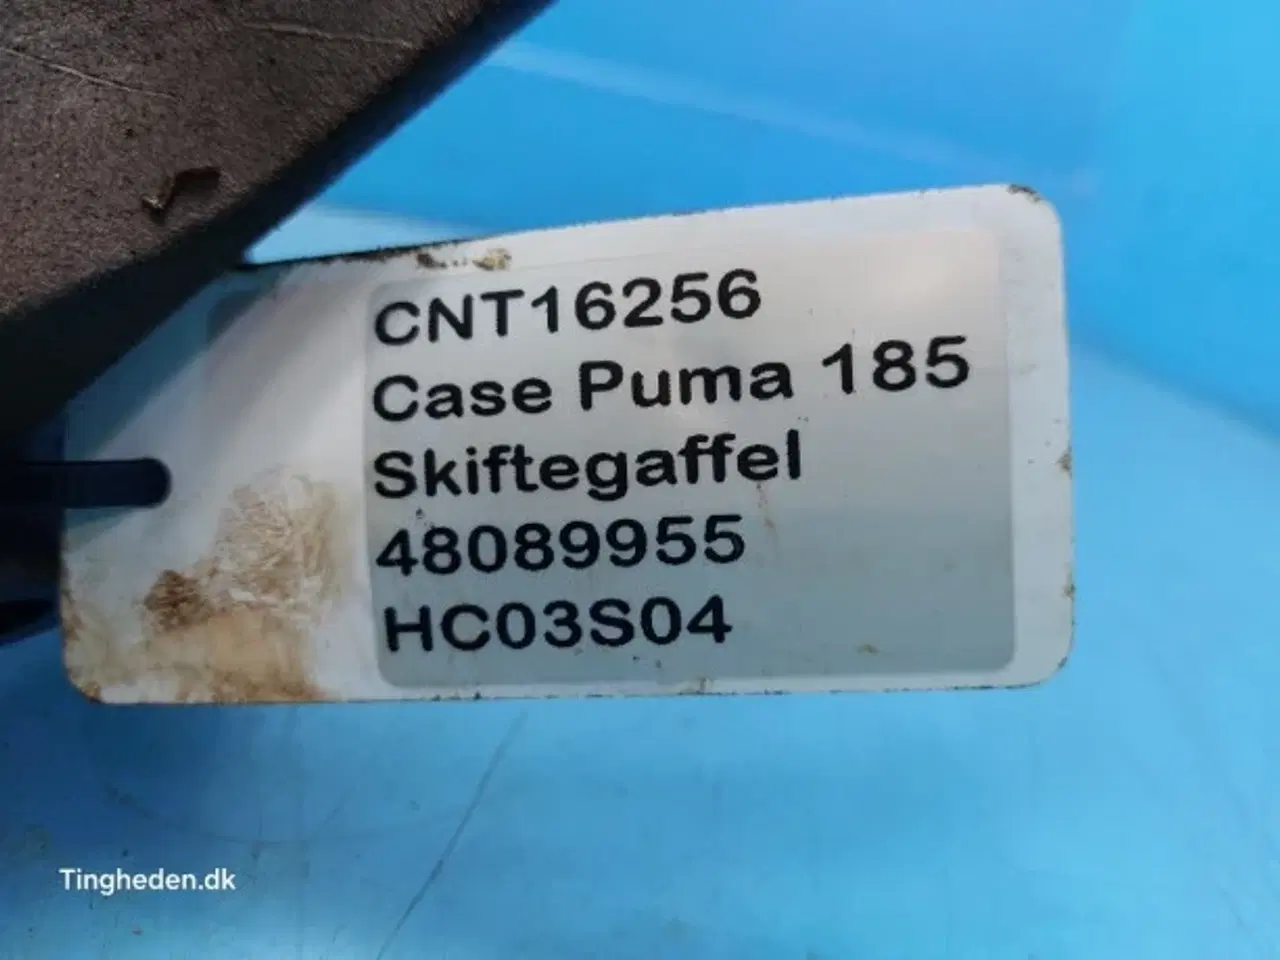 CNT16256
Case Puma 185
Skiftegaffel
48089955
HC03S04
Tingheden.dk